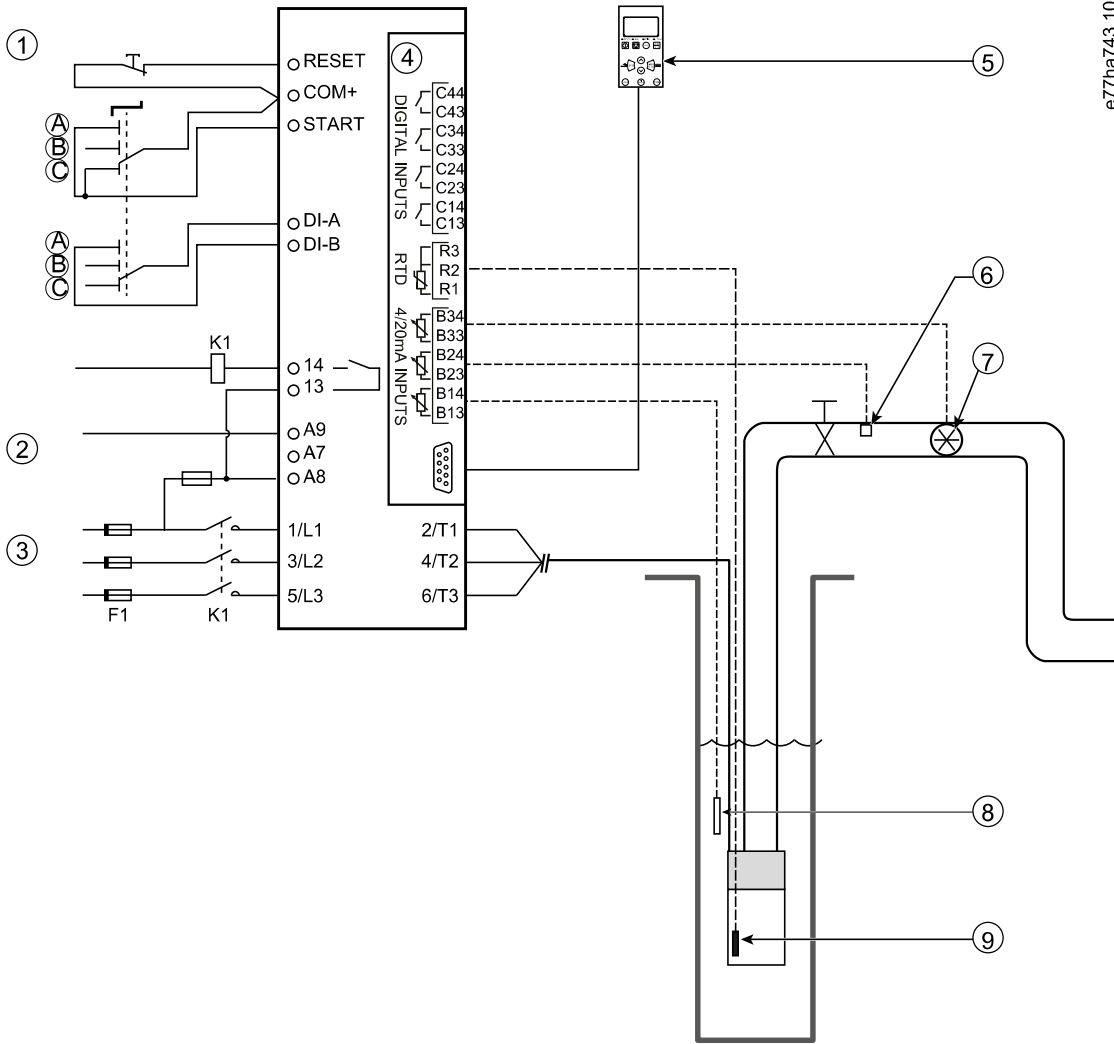 1
RESET
COM+
START
A
B
C
DI-A
DI-B
A
B
C
K1
14
13
2
A9
A7
A8
3
1/L1
3/L2
5/L3
F1
K1
2/T1
4/T2
6/T3
4
DIGITAL INPUTS
C44
C43
C34
C33
C24
C23
C14
C13
RTD
R3
R2
R1
4/20mA INPUTS
B34
B33
B24
B23
B14
B13
5
6
7
8
9
e77ha743.10